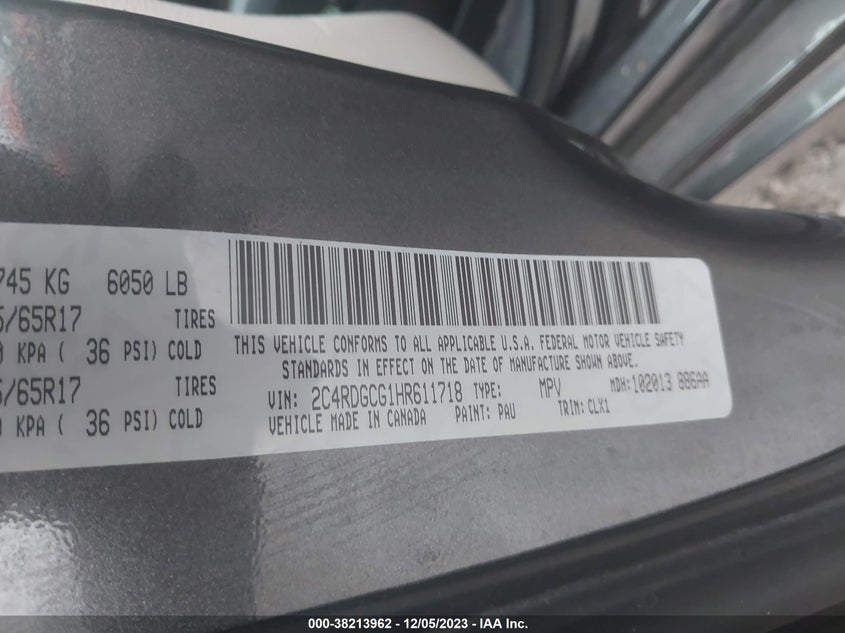 745 KG 6050 LB
/65R17 TIRES
KPA ( 36 PSI) COLD
/65R17 TIRES
KPA ( 36 PSI) COLD
THIS VEHICLE CONFORMS TO ALL APPLICABLE U.S.A. FEDERAL MOTOR VEHICLE SAFETY
STANDARDS IN EFFECT ON THE DATE OF MANUFACTURE SHOWN ABOVE.
VIN: 2C4RDGCG1HR611718 TYPE: MPV MDH: 102013 886AA
VEHICLE MADE IN CANADA PAINT: PAU TRIM: CLX1
000-38213962 - 12/05/2023 - IAA Inc.